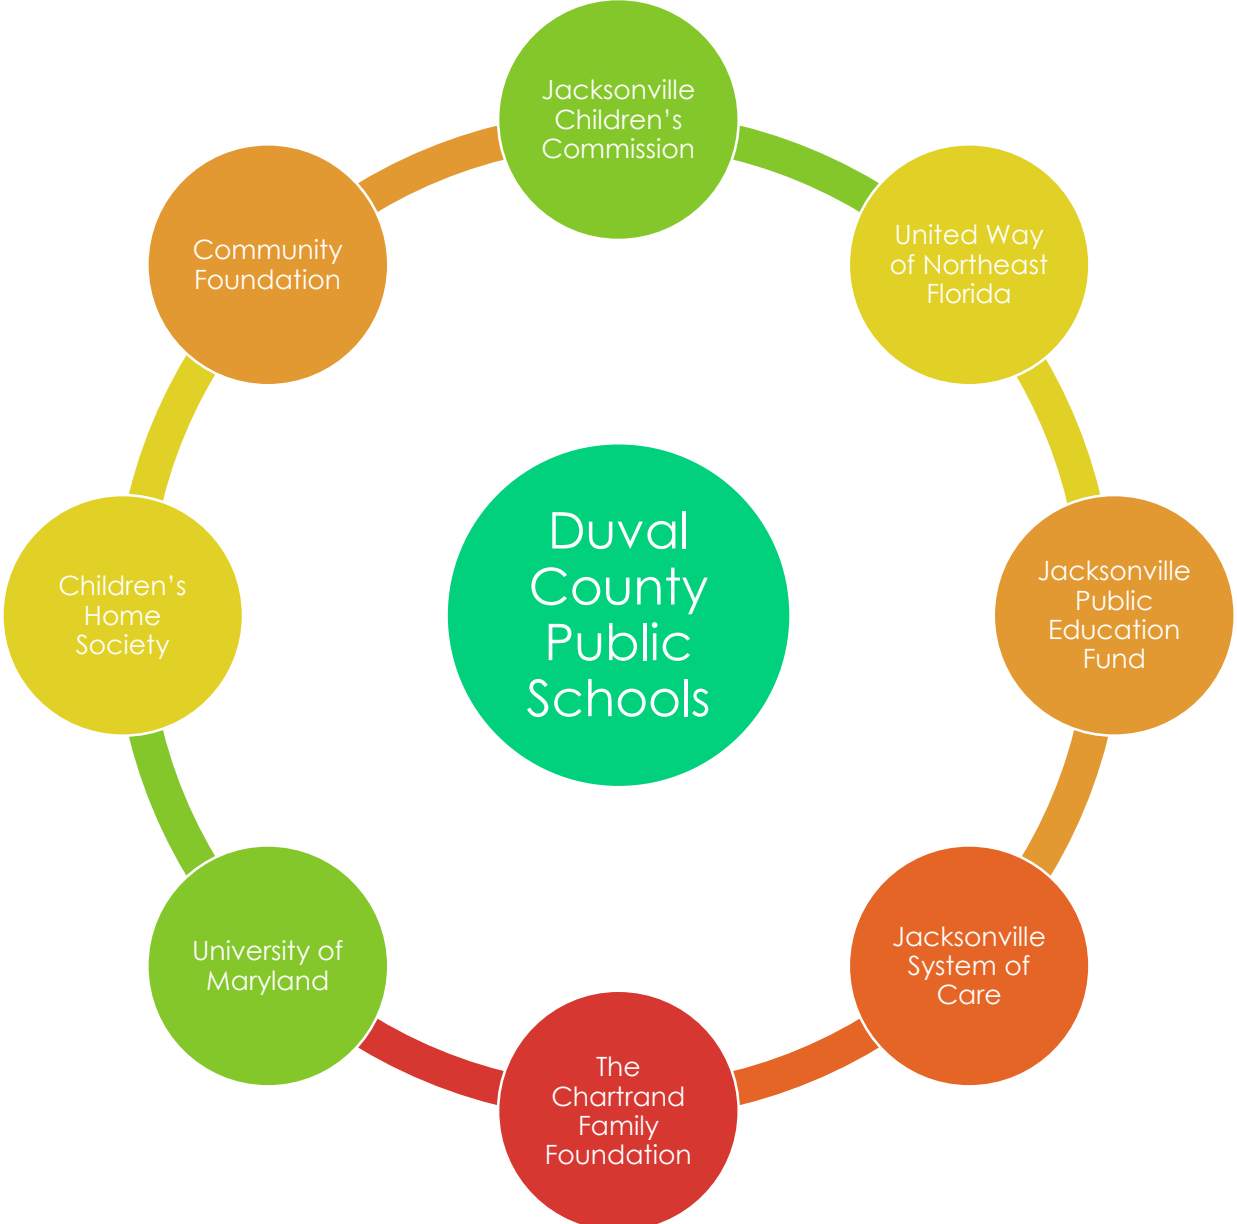 Jacksonville
Children’s
Commission
United Way
of Northeast
Florida
Jacksonville
Public
Education
Fund
Jacksonville
System of
Care
The
Chartrand
Family
Foundation
University of
Maryland
Children’s
Home
Society
Community
Foundation
Duval
County
Public
Schools